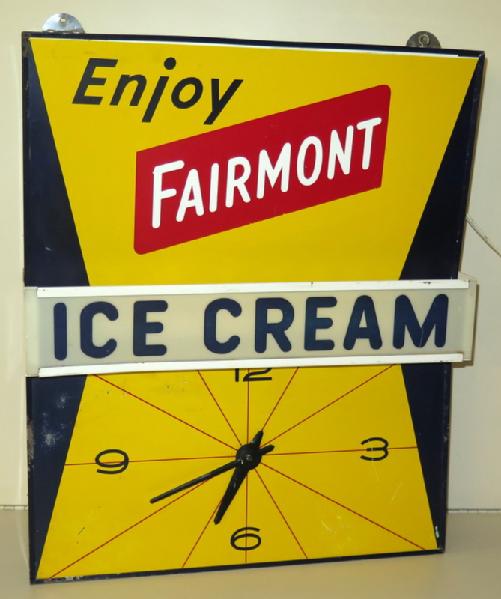 Enjoy
FAIRMONT
ICE CREAM
12
9 3
6